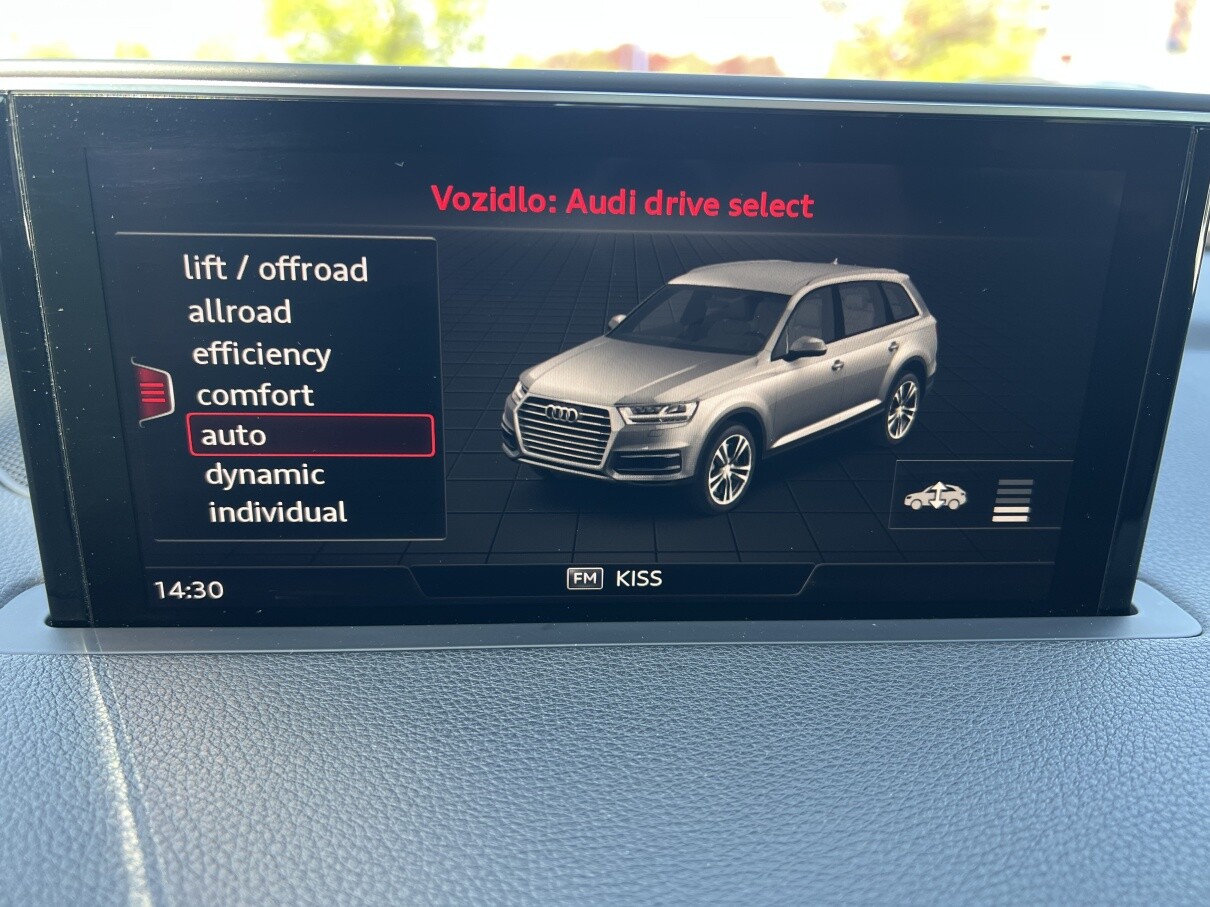 Vozidlo: Audi drive select
lift / offroad
allroad
efficiency
comfort
auto
dynamic
individual
14:30
FM KISS